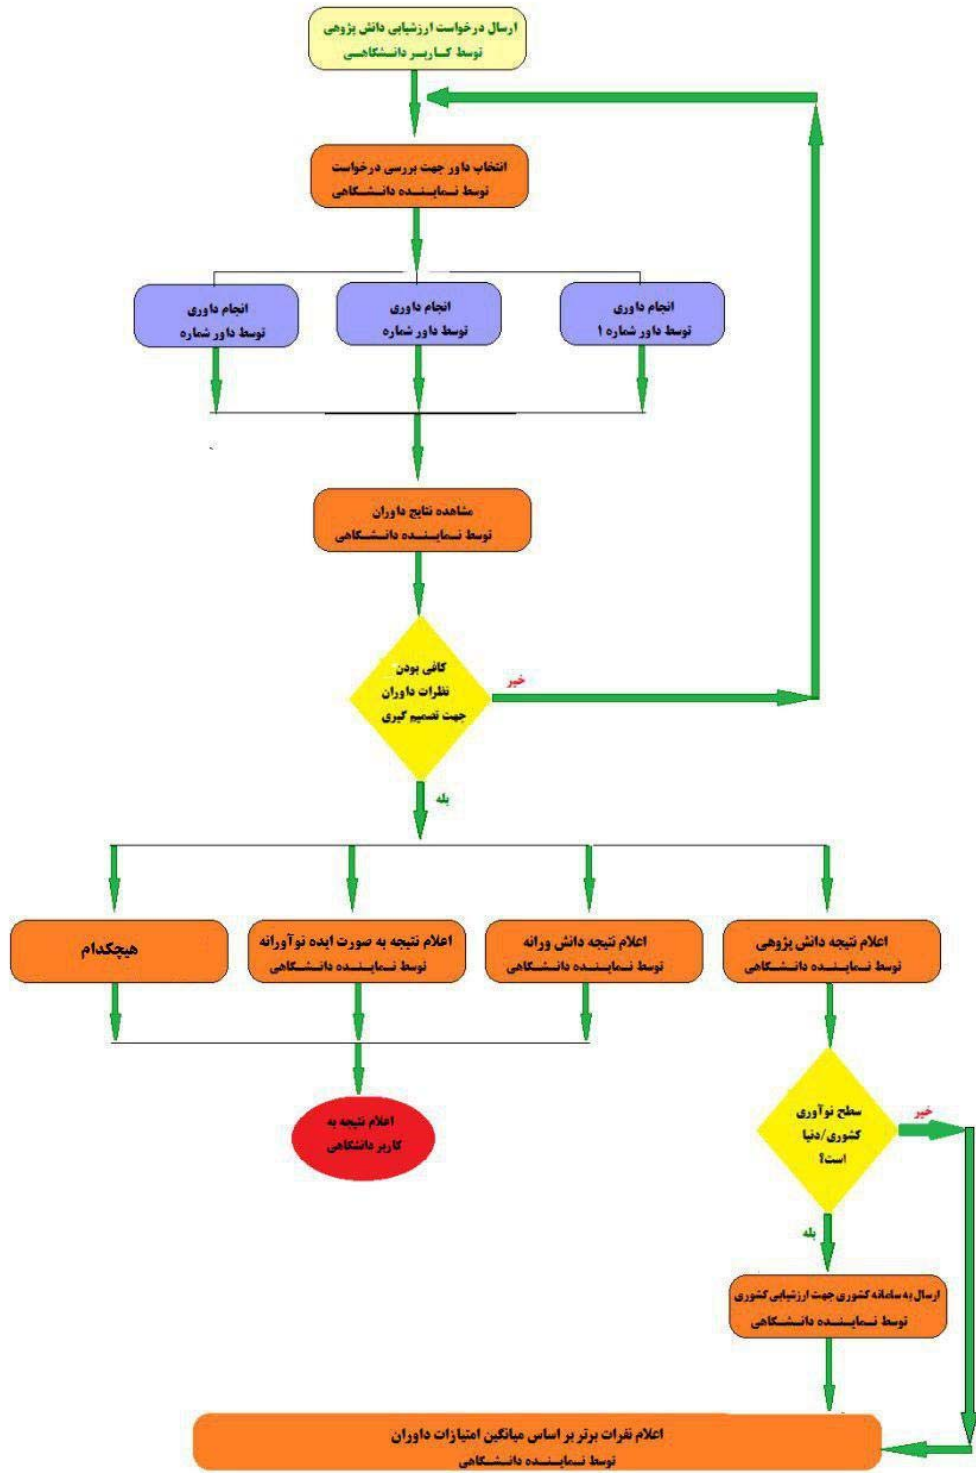 ارسال درخواست ارزشیابی دانش پژوهی
توسط کاربر دانشگاهی
انتخاب داور جهت بررسی درخواست
توسط نماینده دانشگاهی
انجام داوری
توسط داور شماره ۱
انجام داوری
توسط داور شماره
انجام داوری
توسط داور شماره
مشاهده نتایج داوران
توسط نماینده دانشگاهی
کافی بودن
نظرات داوران
جهت تصمیم گیری
خیر
بله
اعلام نتیجه دانش پژوهی
توسط نماینده دانشگاهی
اعلام نتیجه دانش ورانه
توسط نماینده دانشگاهی
اعلام نتیجه به صورت ایده نوآورانه
توسط نماینده دانشگاهی
هیچکدام
اعلام نتیجه به
کاربر دانشگاهی
سطح نوآوری
کشوری/دنیا
است؟
خیر
بله
ارسال به سامانه کشوری جهت ارزشیابی کشوری
توسط نماینده دانشگاهی
اعلام نفرات برتر بر اساس میانگین امتیازات داوران
توسط نماینده دانشگاهی